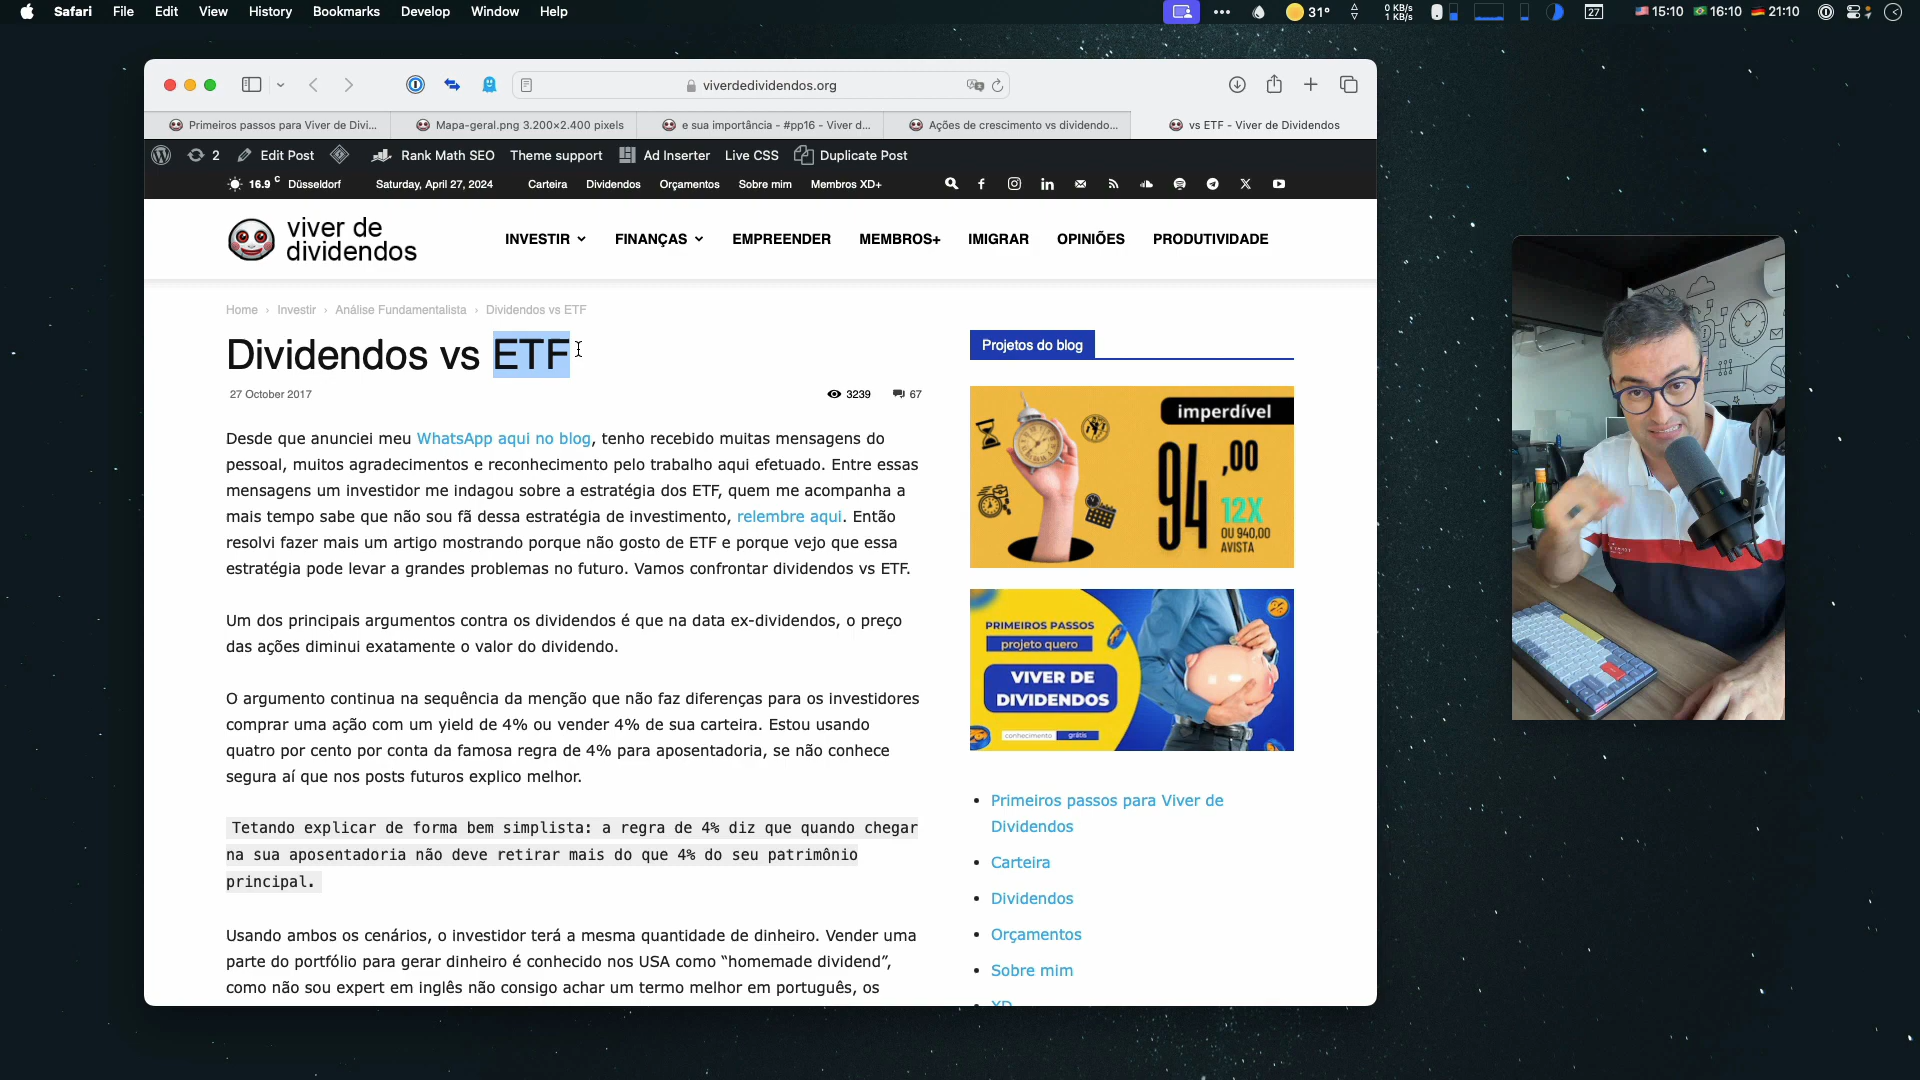 Safari File Edit View History Bookmarks Develop Window Help
31° 0 KB/s 1 KB/s 27 15:10 16:10 21:10
viverdedividendos.org
Primeiros passos para Viver de Divi...
Mapa-geral.png 3.200×2.400 pixels
e sua importância - #pp16 - Viver d...
Ações de crescimento vs dividendo...
vs ETF - Viver de Dividendos
2 Edit Post Rank Math SEO Theme support Ad Inserter Live CSS Duplicate Post
16.9 C Düsseldorf Saturday, April 27, 2024 Carteira Dividendos Orçamentos Sobre mim Membros XD+
viver de
dividendos
INVESTIR FINANÇAS EMPREENDER MEMBROS+ IMIGRAR OPINIÕES PRODUTIVIDADE
Home › Investir › Análise Fundamentalista › Dividendos vs ETF
Dividendos vs ETF
27 October 2017 3239 67
Desde que anunciei meu WhatsApp aqui no blog, tenho recebido muitas mensagens do
pessoal, muitos agradecimentos e reconhecimento pelo trabalho aqui efetuado. Entre essas
mensagens um investidor me indagou sobre a estratégia dos ETF, quem me acompanha a
mais tempo sabe que não sou fã dessa estratégia de investimento, relembre aqui. Então
resolvi fazer mais um artigo mostrando porque não gosto de ETF e porque vejo que essa
estratégia pode levar a grandes problemas no futuro. Vamos confrontar dividendos vs ETF.
Um dos principais argumentos contra os dividendos é que na data ex-dividendos, o preço
das ações diminui exatamente o valor do dividendo.
O argumento continua na sequência da menção que não faz diferenças para os investidores
comprar uma ação com um yield de 4% ou vender 4% de sua carteira. Estou usando
quatro por cento por conta da famosa regra de 4% para aposentadoria, se não conhece
segura aí que nos posts futuros explico melhor.
Tetando explicar de forma bem simplista: a regra de 4% diz que quando chegar
na sua aposentadoria não deve retirar mais do que 4% do seu patrimônio
principal.
Usando ambos os cenários, o investidor terá a mesma quantidade de dinheiro. Vender uma
parte do portfólio para gerar dinheiro é conhecido nos USA como “homemade dividend”,
como não sou expert em inglês não consigo achar um termo melhor em português, os
Projetos do blog
imperdível
94,00
12X
OU 940,00
AVISTA
PRIMEIROS PASSOS
projeto quero
VIVER DE
DIVIDENDOS
conhecimento grátis
Primeiros passos para Viver de
Dividendos
Carteira
Dividendos
Orçamentos
Sobre mim
XD